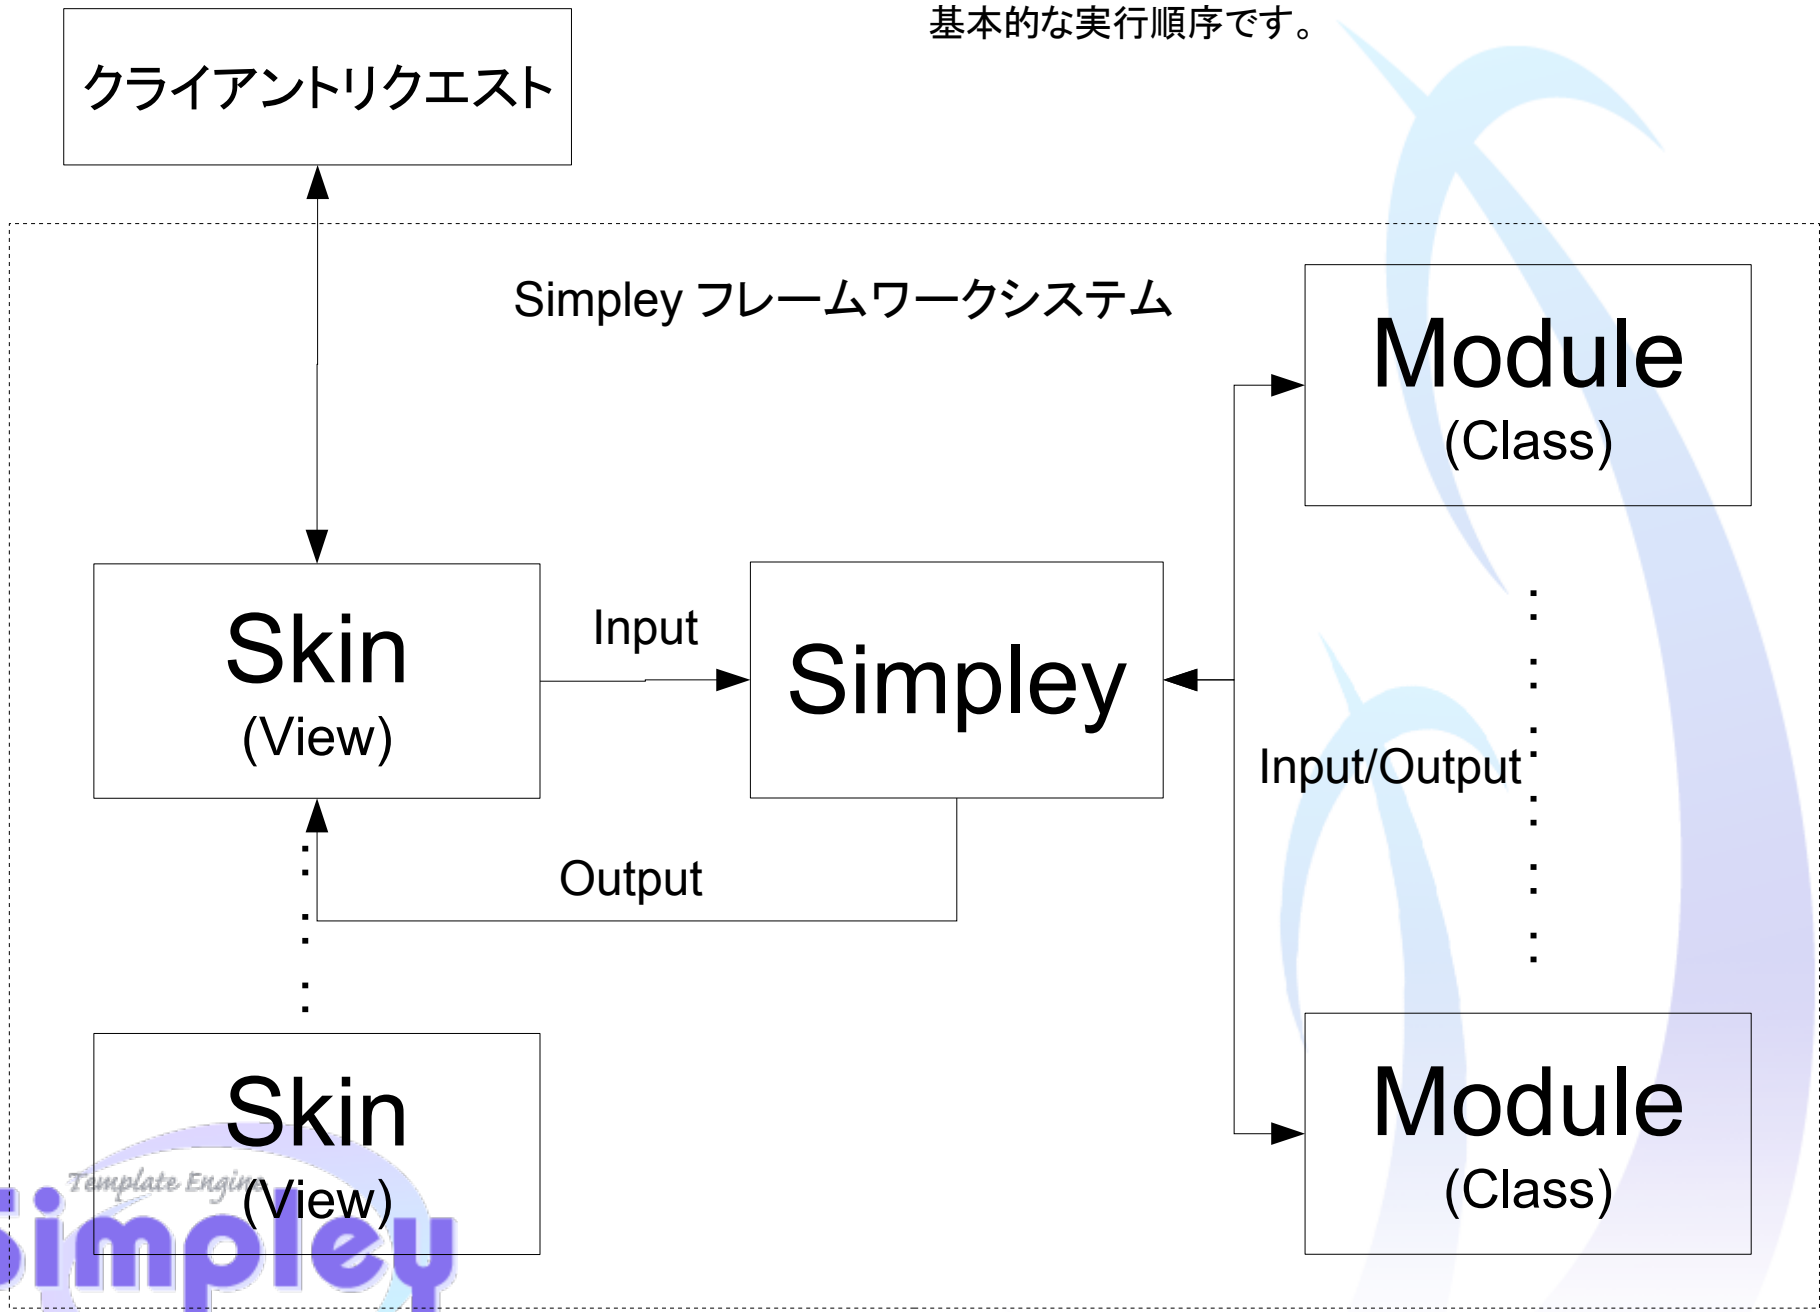 基本的な実行順序です。
クライアントリクエスト
Simpley フレームワークシステム
Module
(Class)
Skin
(View)
Input
Simpley
Input/Output
Output
Skin
(View)
Module
(Class)
Template Engine
Simpley